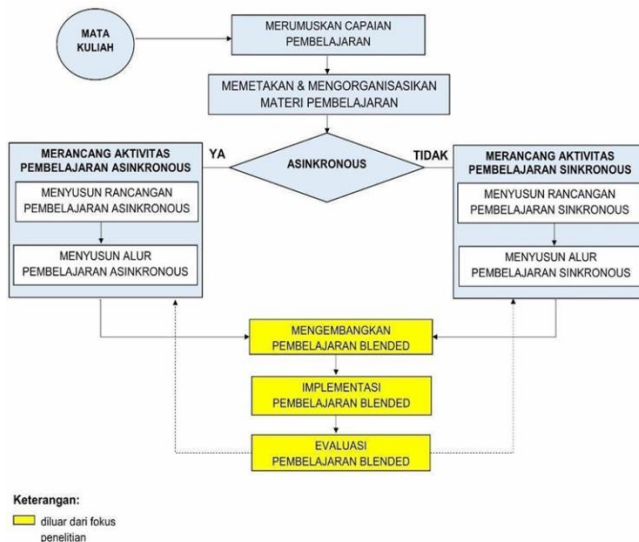 MATA
KULIAH
MERUMUSKAN CAPAIAN
PEMBELAJARAN
MEMETAKAN & MENGORGANISASIKAN
MATERI PEMBELAJARAN
ASINKRONOUS
YA
TIDAK
MERANCANG AKTIVITAS
PEMBELAJARAN ASINKRONOUS
MENYUSUN RANCANGAN
PEMBELAJARAN ASINKRONOUS
MENYUSUN ALUR
PEMBELAJARAN ASINKRONOUS
MERANCANG AKTIVITAS
PEMBELAJARAN SINKRONOUS
MENYUSUN RANCANGAN
PEMBELAJARAN SINKRONOUS
MENYUSUN ALUR
PEMBELAJARAN SINKRONOUS
MENGEMBANGKAN
PEMBELAJARAN BLENDED
IMPLEMENTASI
PEMBELAJARAN BLENDED
EVALUASI
PEMBELAJARAN BLENDED
Keterangan:
diluar dari fokus
penelitian